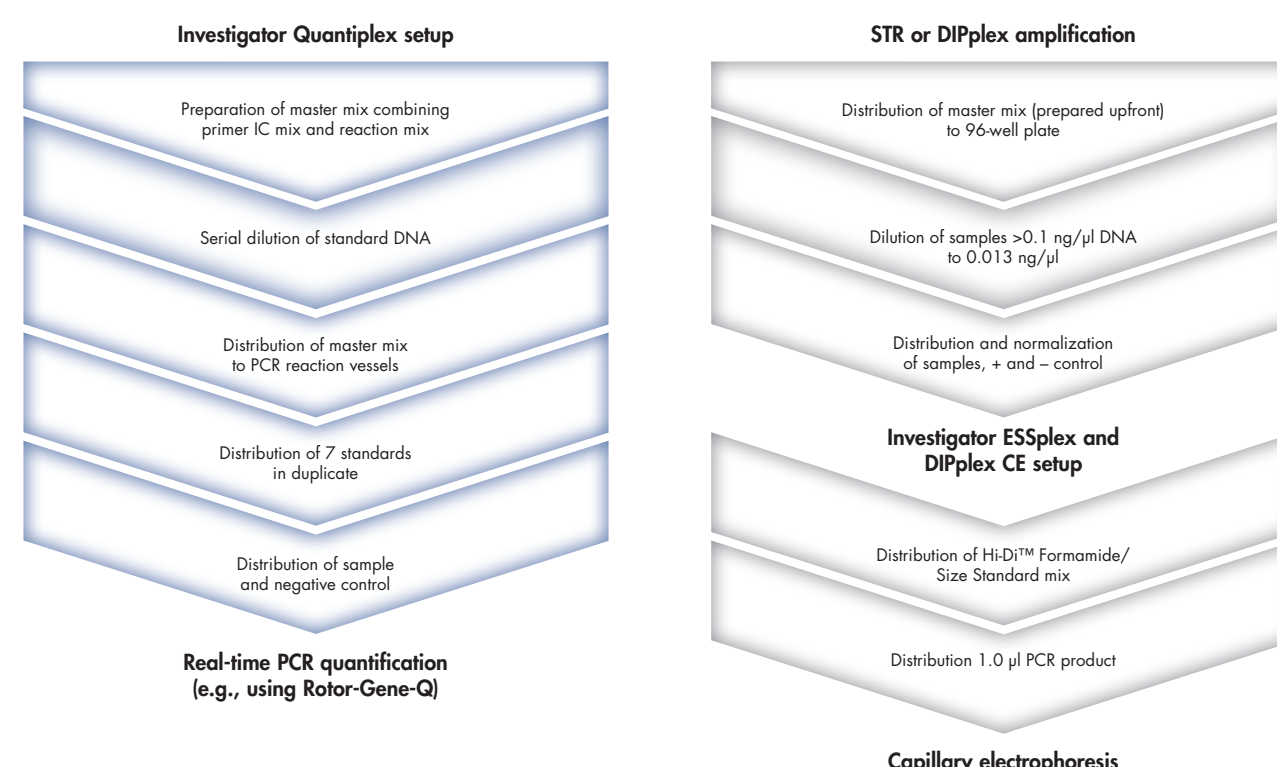 Investigator Quantiplex setup
Preparation of master mix combining
primer IC mix and reaction mix
Serial dilution of standard DNA
Distribution of master mix
to PCR reaction vessels
Distribution of 7 standards
in duplicate
Distribution of sample
and negative control
Real-time PCR quantification
(e.g., using Rotor-Gene-Q)
STR or DIPplex amplification
Distribution of master mix (prepared upfront)
to 96-well plate
Dilution of samples >0.1 ng/µl DNA
to 0.013 ng/µl
Distribution and normalization
of samples, + and – control
Investigator ESSplex and
DIPplex CE setup
Distribution of Hi-Di™ Formamide/
Size Standard mix
Distribution 1.0 µl PCR product
Capillary electrophoresis